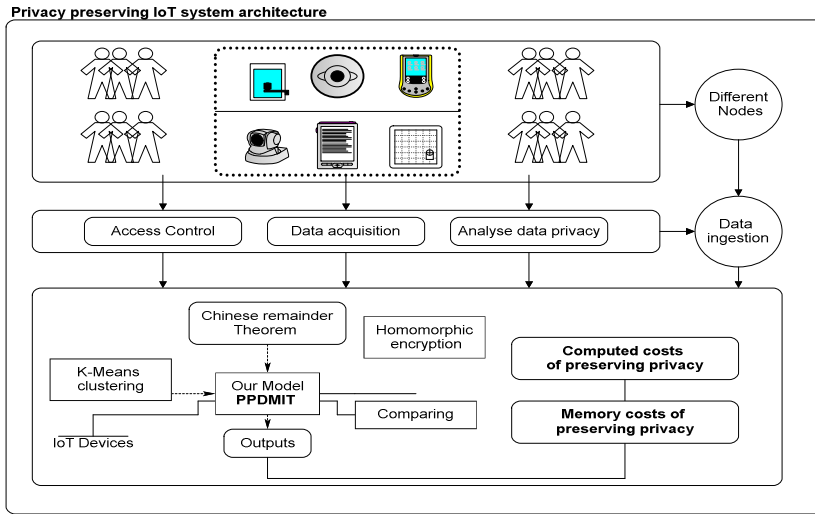 Privacy preserving IoT system architecture
Different
Nodes
Access Control
Data acquisition
Analyse data privacy
Data
ingestion
Chinese remainder
Theorem
Homomorphic
encryption
K-Means
clustering
Our Model
PPDMIT
Comparing
IoT Devices
Outputs
Computed costs
of preserving privacy
Memory costs of
preserving privacy